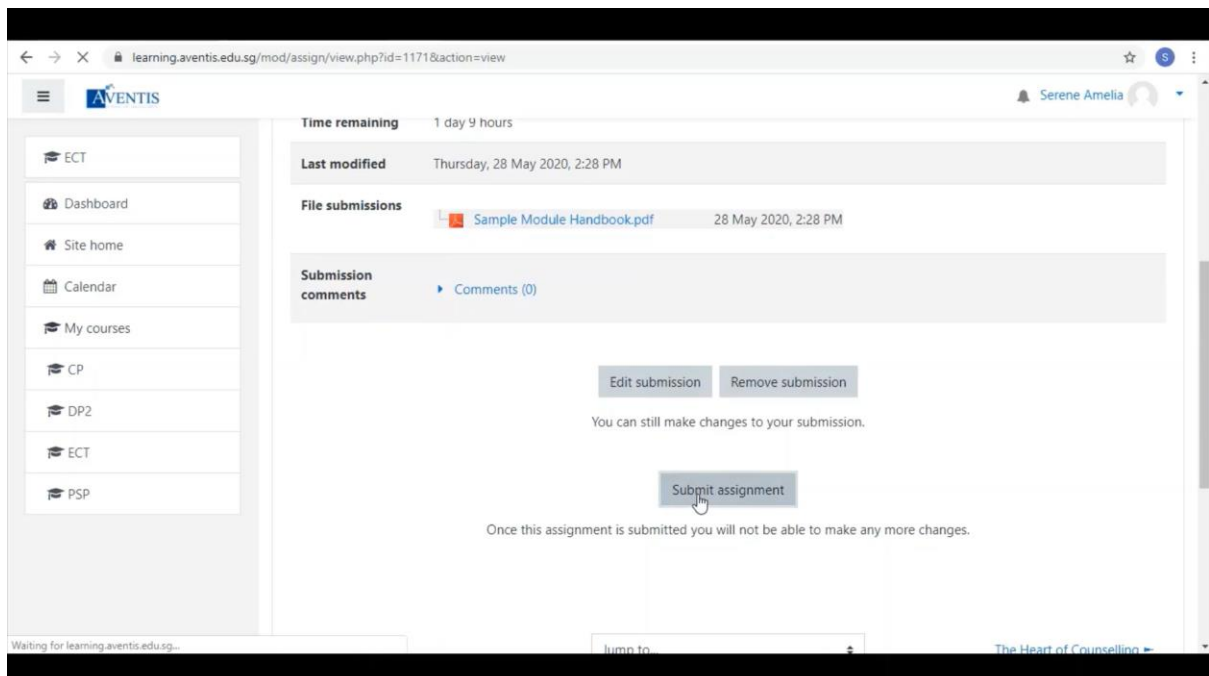 learning.aventis.edu.sg/mod/assign/view.php?id=1171&action=view
S
AVENTIS
Serene Amelia
Time remaining 1 day 9 hours
ECT
Last modified Thursday, 28 May 2020, 2:28 PM
Dashboard
File submissions
Sample Module Handbook.pdf 28 May 2020, 2:28 PM
Site home
Calendar
Submission
comments
Comments (0)
My courses
CP
Edit submission Remove submission
DP2
You can still make changes to your submission.
ECT
PSP
Submit assignment
Once this assignment is submitted you will not be able to make any more changes.
Waiting for learning.aventis.edu.sg...
Jump to...
The Heart of Counselling